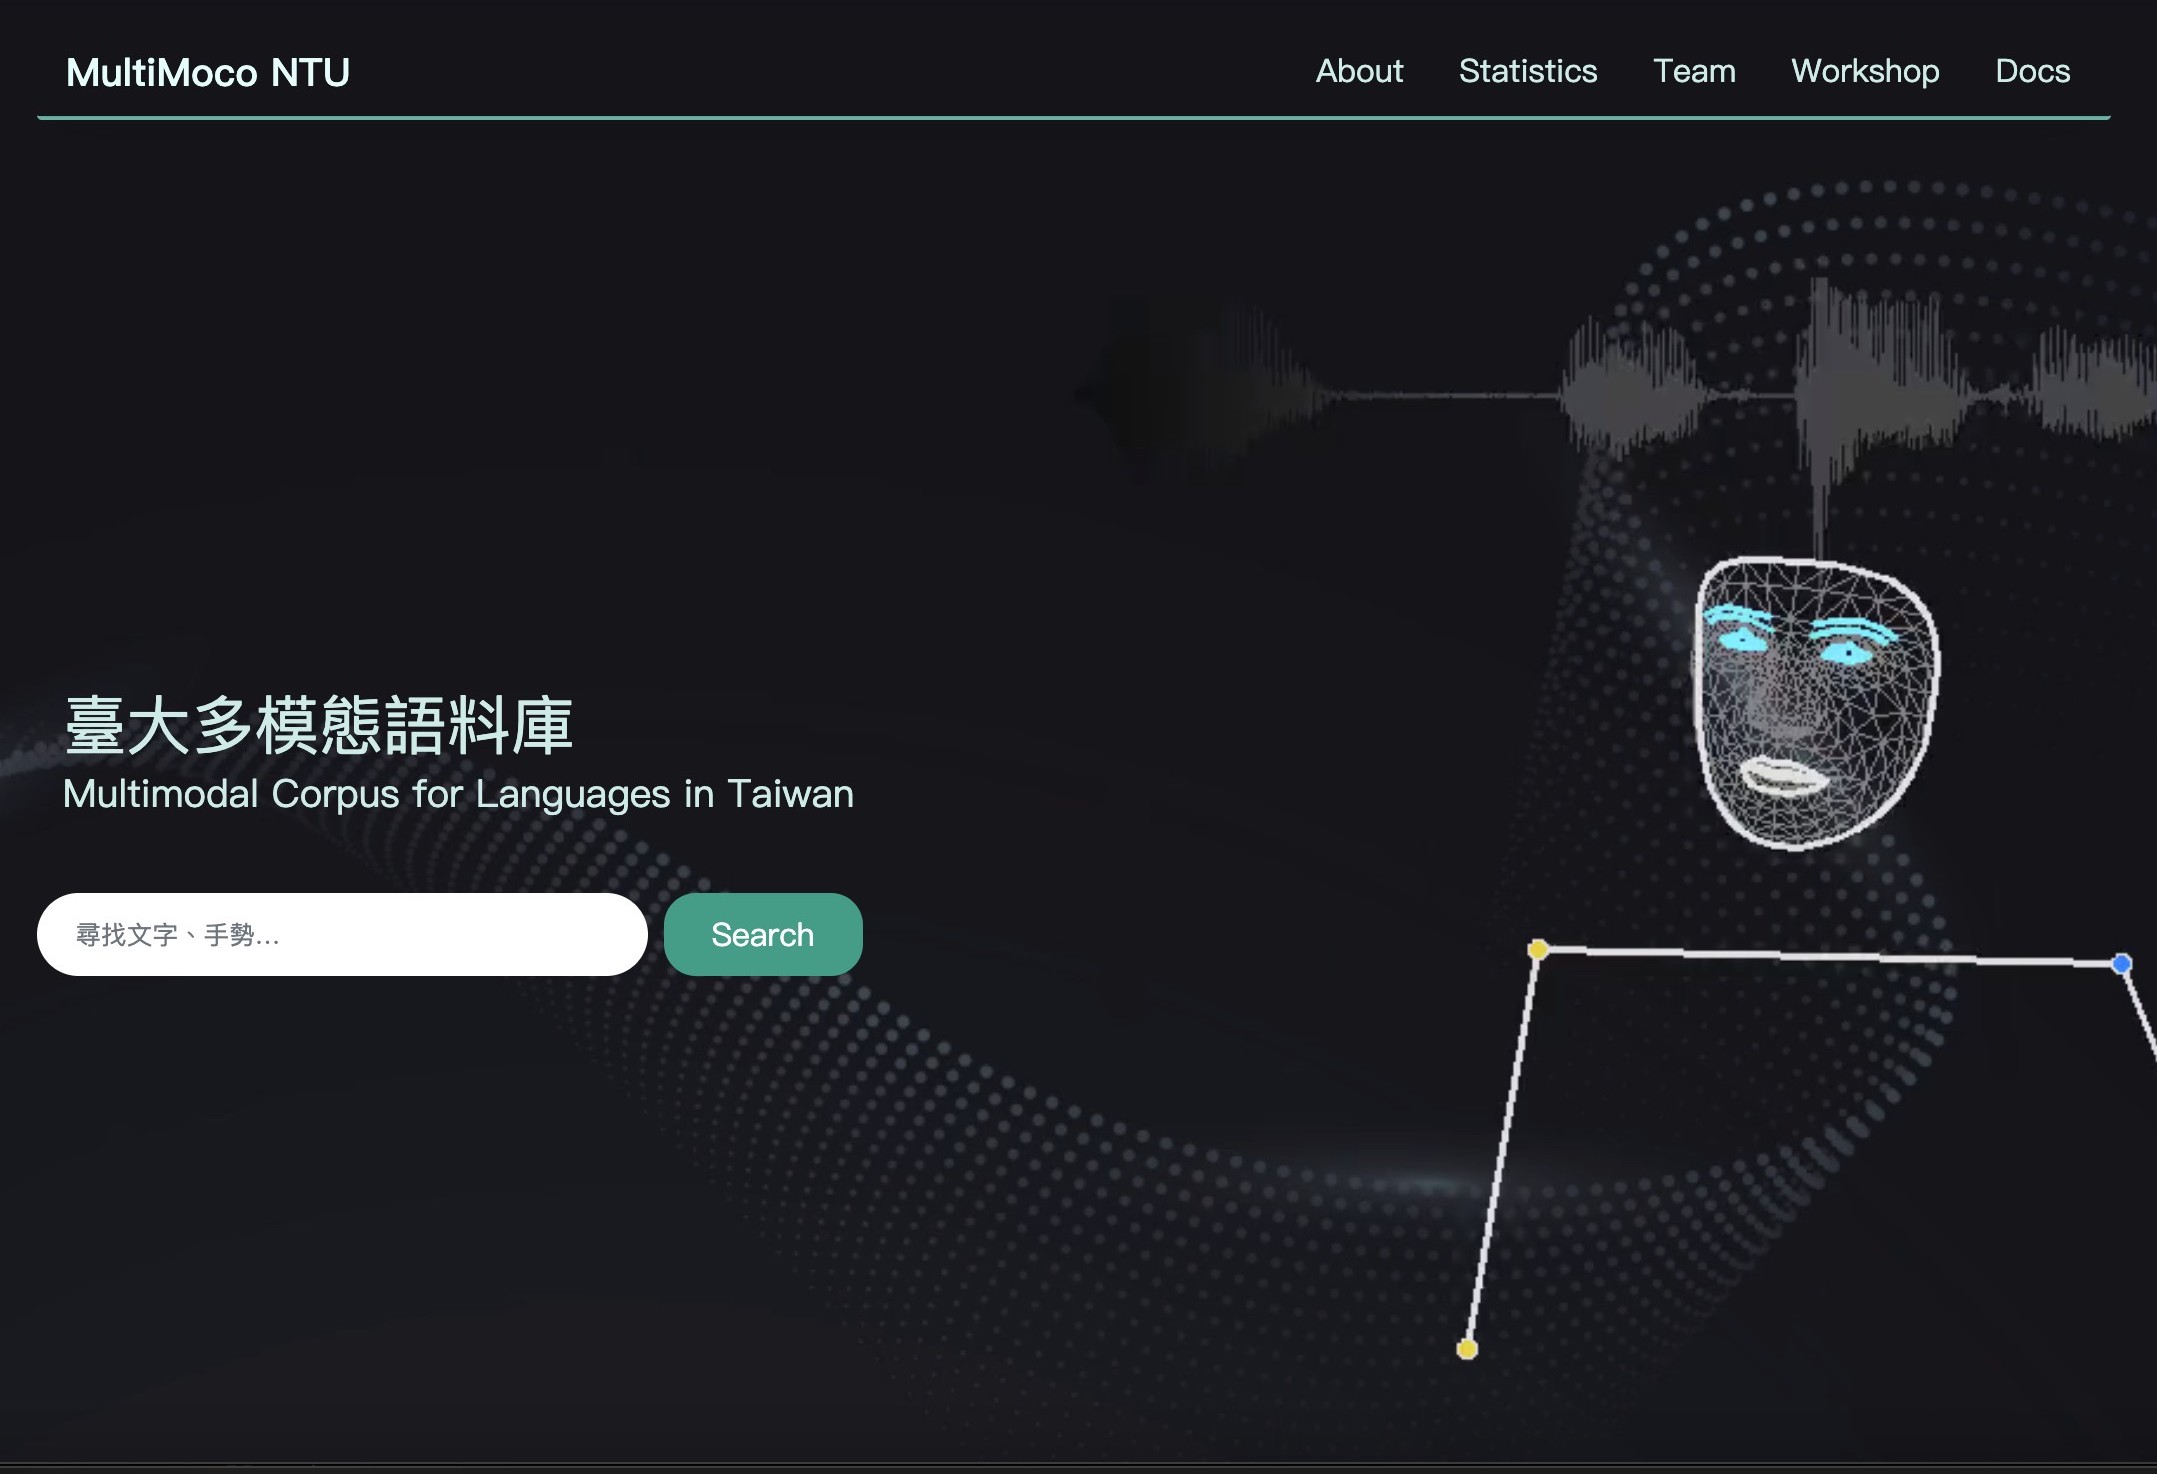 MultiMoco NTU
About Statistics Team Workshop Docs
臺大多模態語料庫
Multimodal Corpus for Languages in Taiwan
尋找文字、手勢...
Search